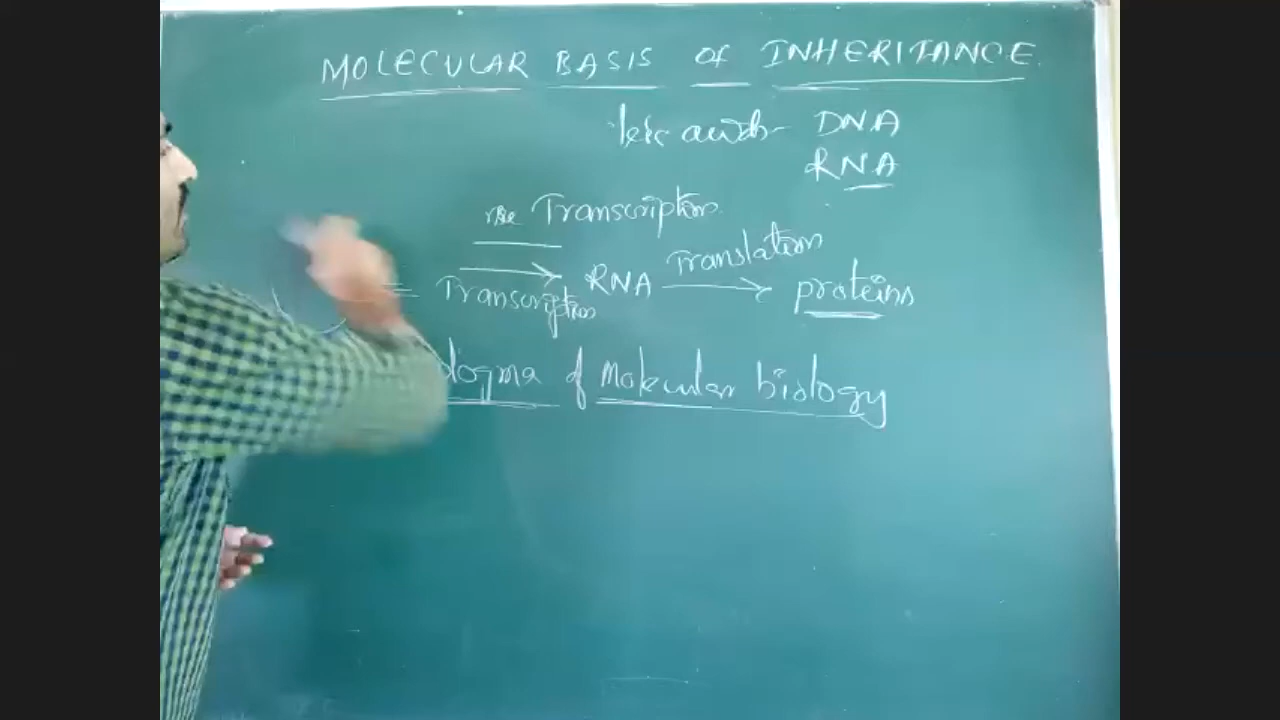 MOLECULAR BASIS OF INHERITANCE
DNA
RNA
Transcription
RNA Translation proteins
Transcription
dogma of Molecular biology